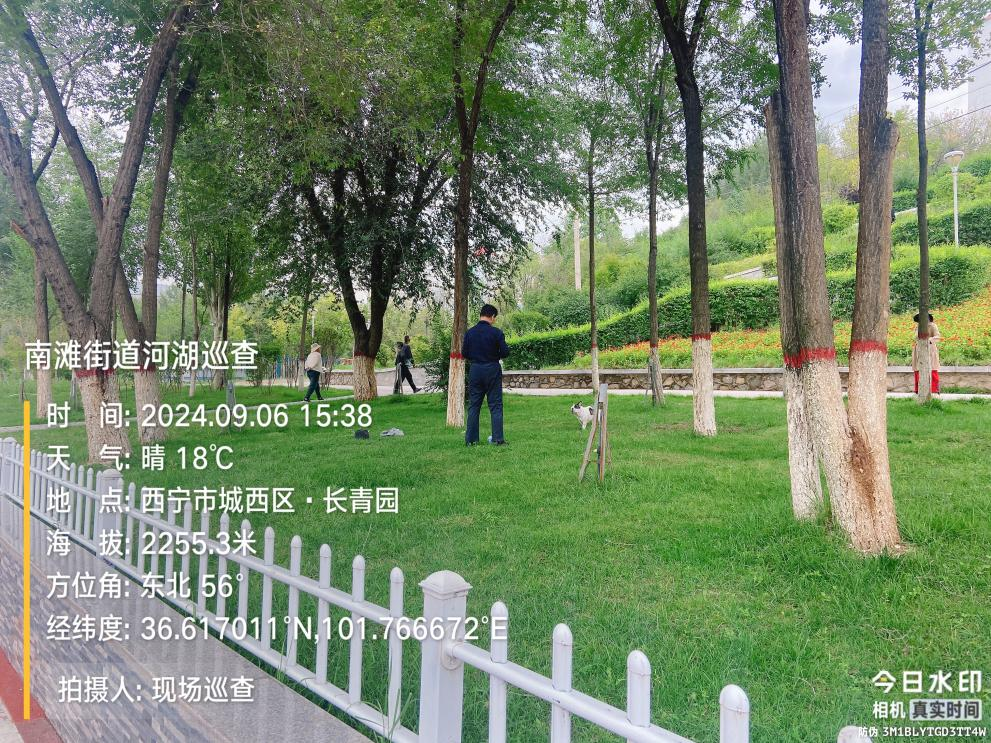 南滩街道河湖巡查
时 间: 2024.09.06 15:38
天 气: 晴 18℃
地 点: 西宁市城西区·长青园
海 拔: 2255.3米
方位角: 东北 56°
经纬度: 36.617011°N,101.766672°E
拍摄人: 现场巡查
今日水印
相机 真实时间
防伪 3M1BLYTGD3TT4W